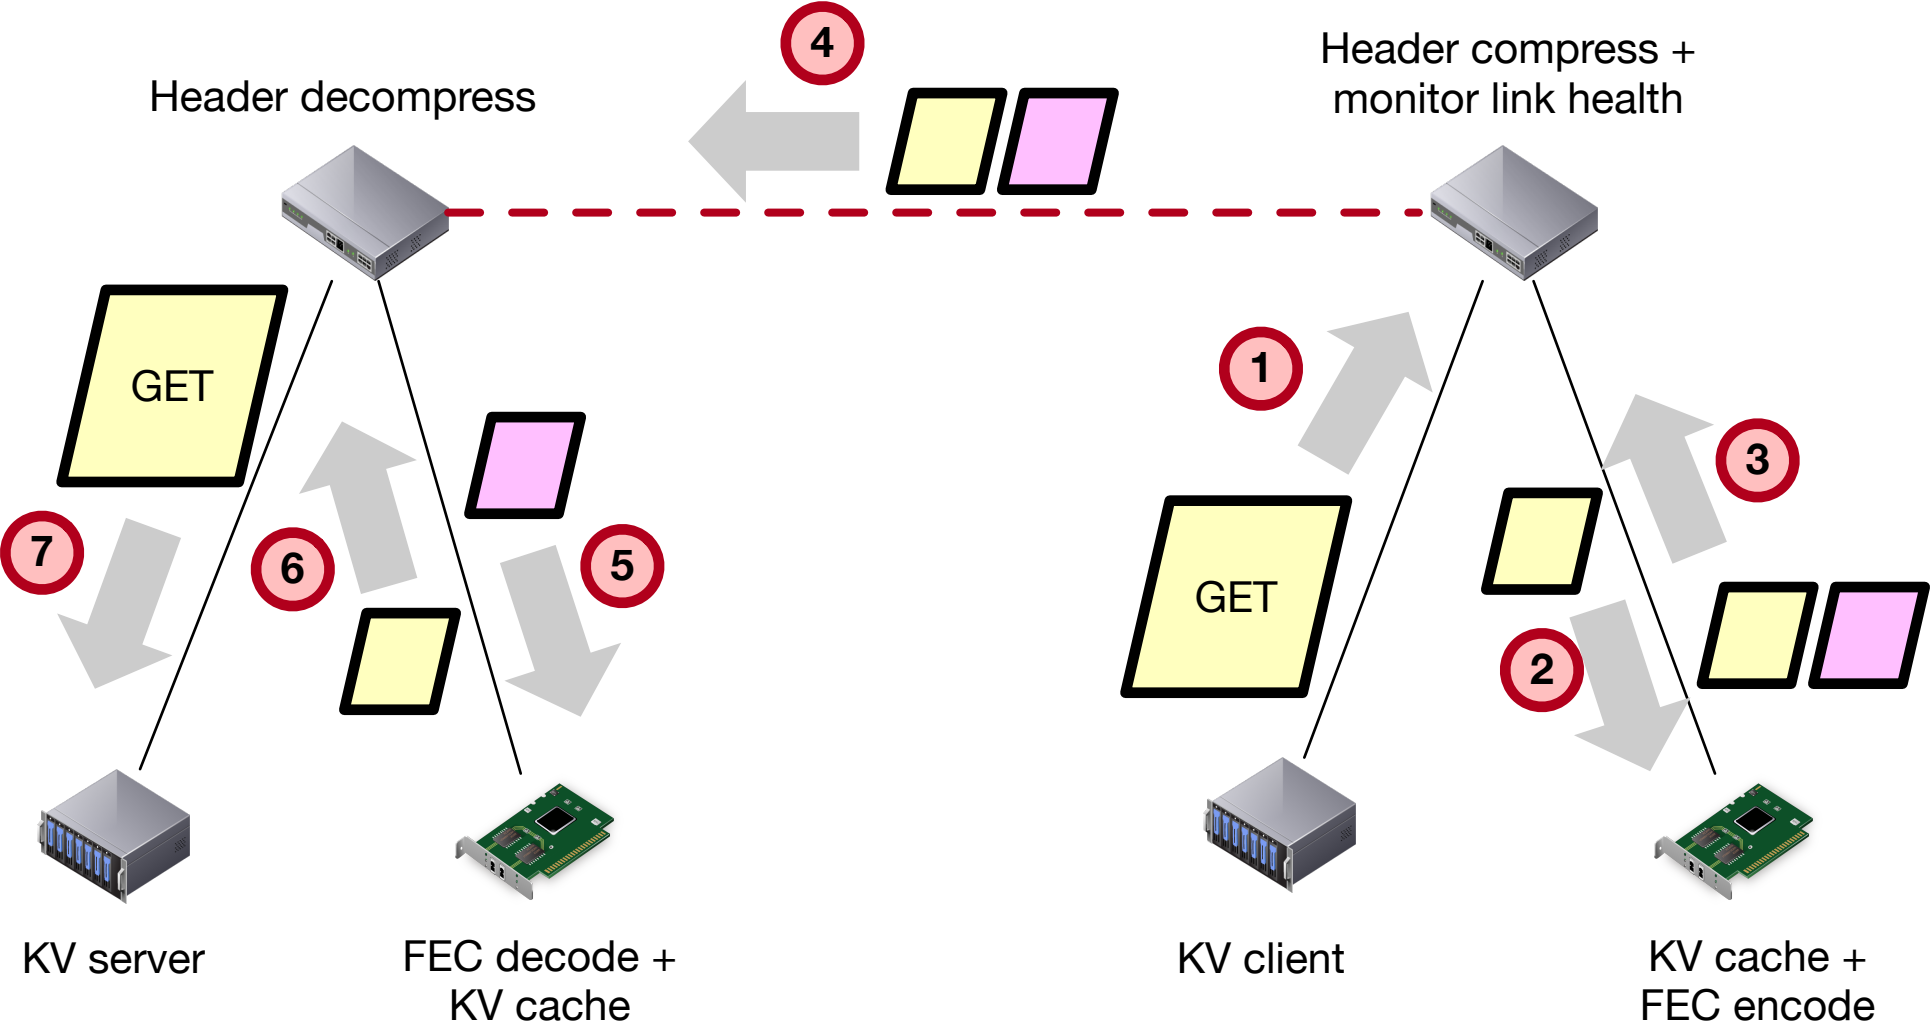 4
Header compress +
monitor link health
Header decompress
1
GET
3
GET
7
6
5
2
KV server
FEC decode +
KV cache
KV client
KV cache +
FEC encode